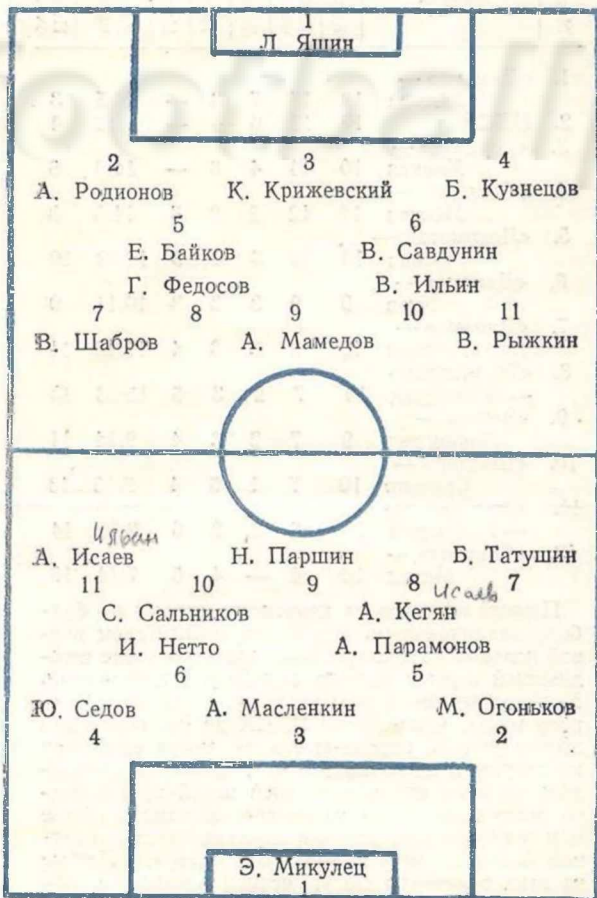 1
Л. Яшин
2 3 4
А. Родионов К. Крижевский Б. Кузнецов
5 6
Е. Байков В. Савдунин
Г. Федосов В. Ильин
7 8 9 10 11
В. Шабров А. Мамедов В. Рыжкин
Ильин
А. Исаев Н. Паршин Б. Татушин
11 10 9 8 Исаев 7
С. Сальников А. Кегян
И. Нетто А. Парамонов
6 5
Ю. Седов А. Масленкин М. Огоньков
4 3 2
Э. Микулец
1